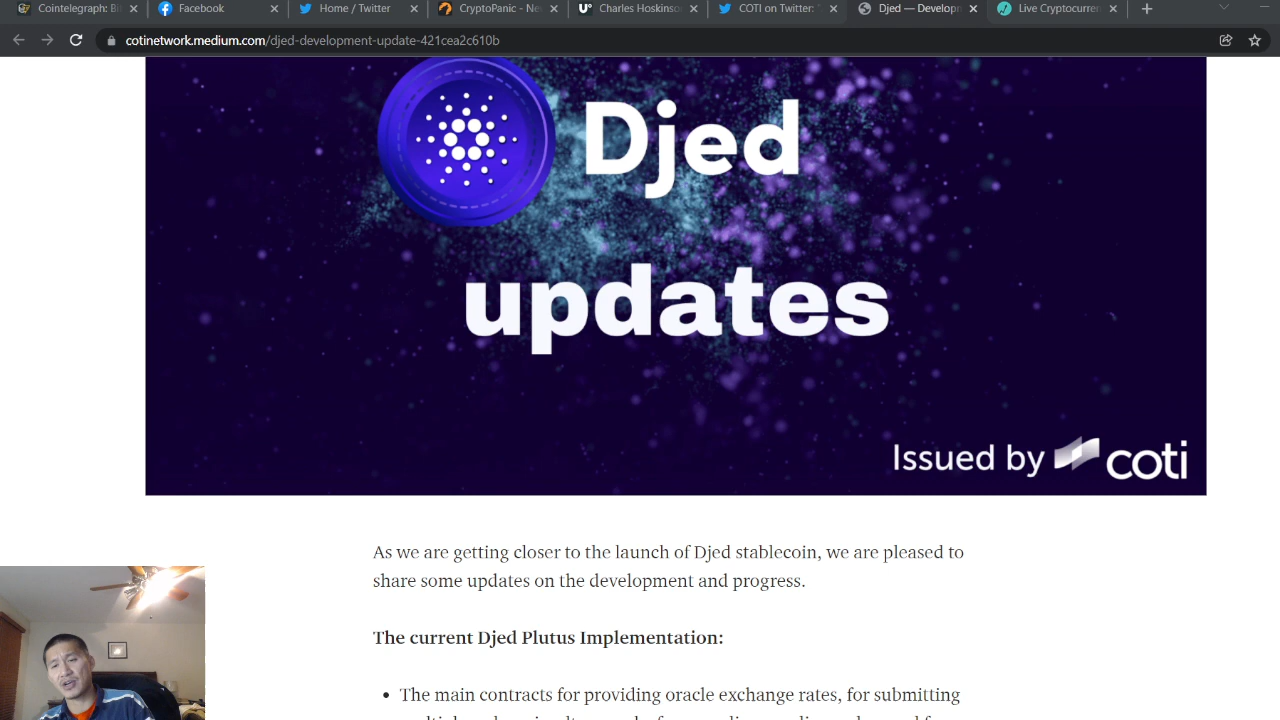 Cointelegraph: Bi
Facebook
Home / Twitter
CryptoPanic - Ne
Charles Hoskinso
COTI on Twitter: "
Djed — Developm
Live Cryptocurren
cotinetwork.medium.com/djed-development-update-421cea2c610b
Djed
updates
Issued by coti
As we are getting closer to the launch of Djed stablecoin, we are pleased to
share some updates on the development and progress.
The current Djed Plutus Implementation:
• The main contracts for providing oracle exchange rates, for submitting